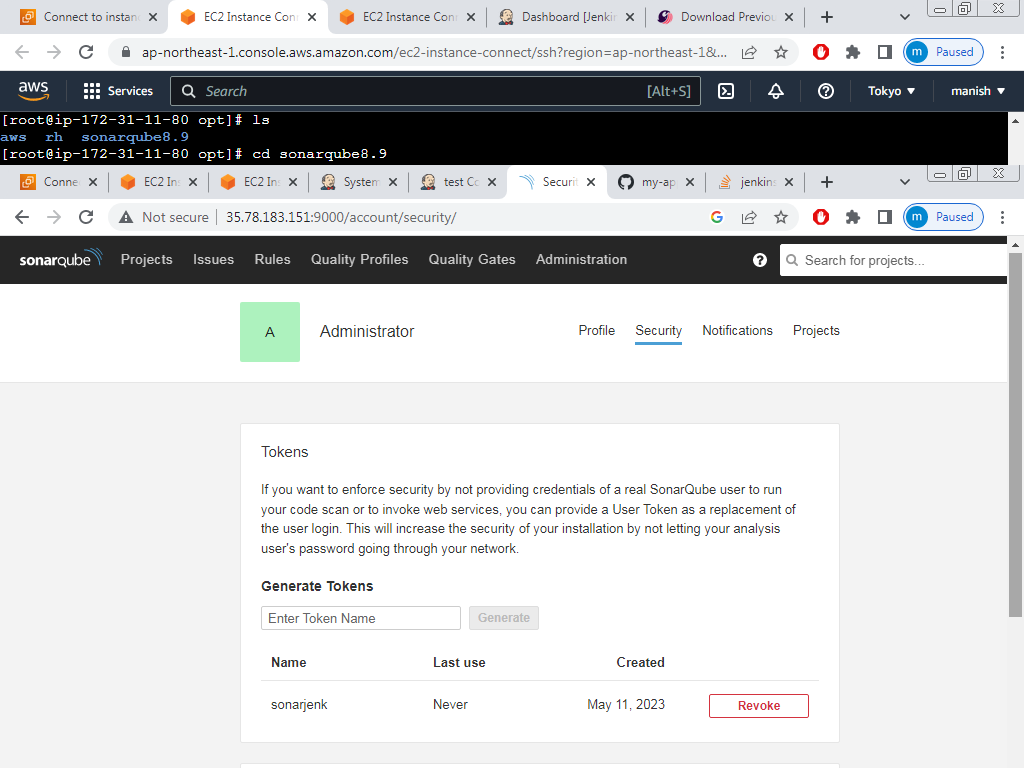 Connect to instan
EC2 Instance Conn
EC2 Instance Conn
Dashboard [Jenki
Download Previou
ap-northeast-1.console.aws.amazon.com/ec2-instance-connect/ssh?region=ap-northeast-1&...
m Paused
aws
Services
Search [Alt+S]
Tokyo
manish
[root@ip-172-31-11-80 opt]# ls
aws rh sonarqube8.9
[root@ip-172-31-11-80 opt]# cd sonarqube8.9
Conne
EC2 Ins
EC2 Ins
System
test Co
Securit
my-ap
jenkins
Not secure 35.78.183.151:9000/account/security/
m Paused
sonarqube Projects Issues Rules Quality Profiles Quality Gates Administration
? Search for projects...
A
Administrator
Profile Security Notifications Projects
Tokens
If you want to enforce security by not providing credentials of a real SonarQube user to run
your code scan or to invoke web services, you can provide a User Token as a replacement of
the user login. This will increase the security of your installation by not letting your analysis
user's password going through your network.
Generate Tokens
Enter Token Name Generate
Name Last use Created
sonarjenk Never May 11, 2023 Revoke